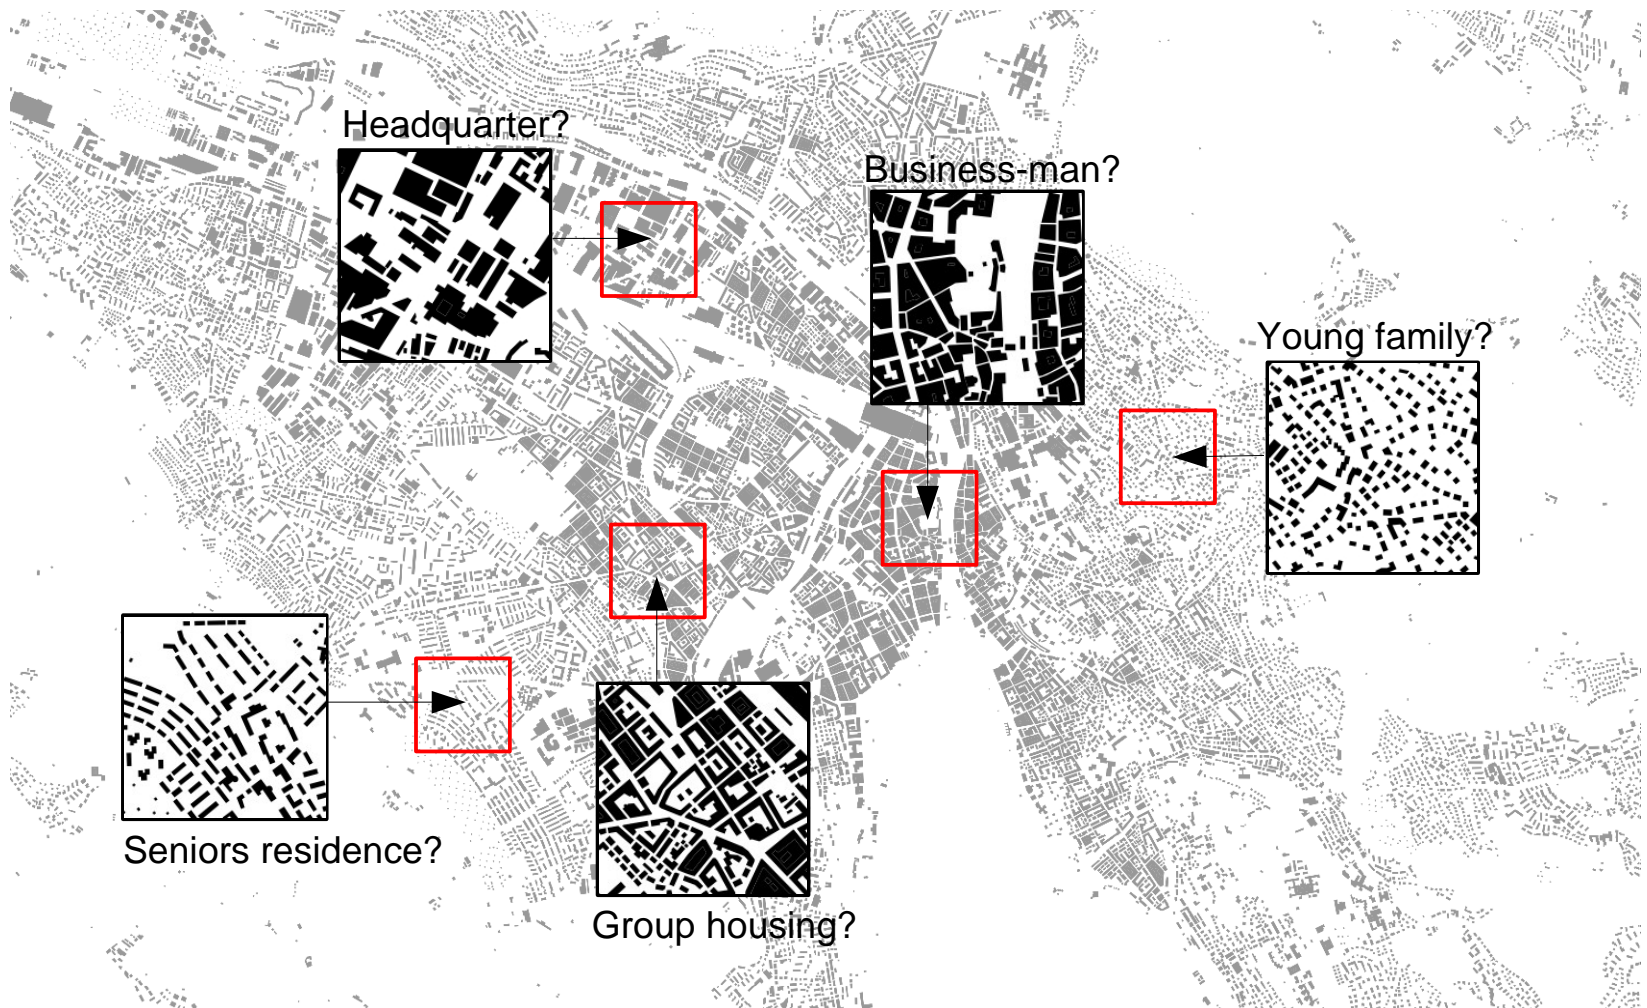 Headquarter?
Business-man?
Young family?
Seniors residence?
Group housing?